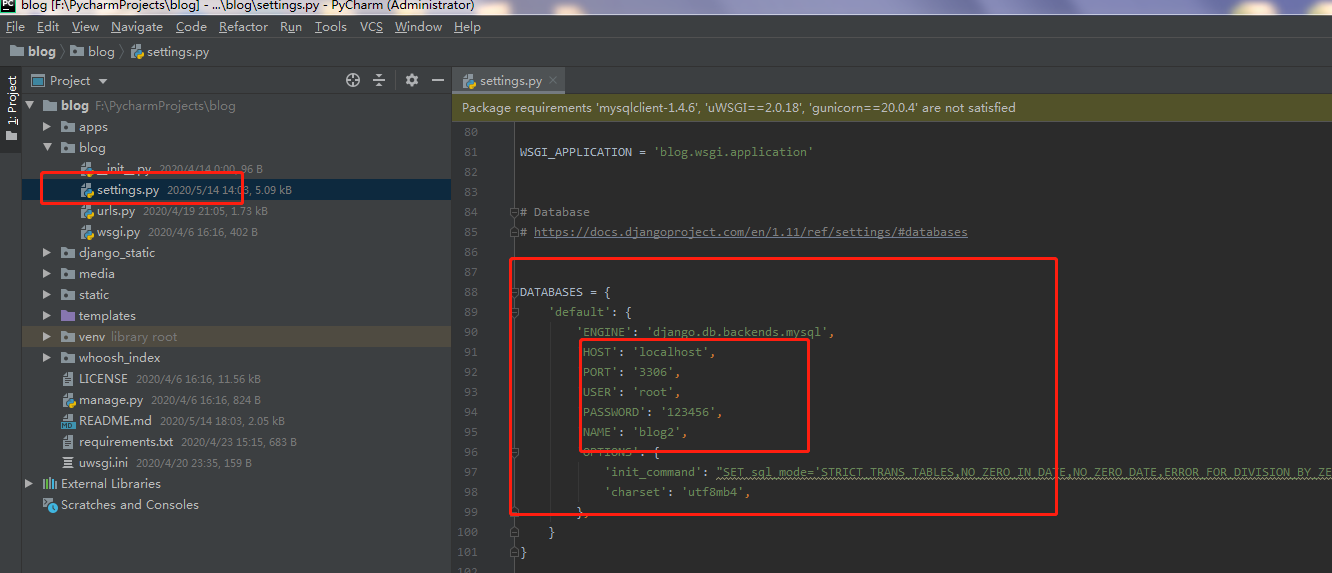 blog [F:\PycharmProjects\blog] - ...\blog\settings.py - PyCharm (Administrator)
File Edit View Navigate Code Refactor Run Tools VCS Window Help
blog blog settings.py
1: Project
Project
blog F:\PycharmProjects\blog
apps
blog
__init__.py 2020/4/14 0:00, 96 B
settings.py 2020/5/14 14:03, 5.09 kB
urls.py 2020/4/19 21:05, 1.73 kB
wsgi.py 2020/4/6 16:16, 402 B
django_static
media
static
templates
venv library root
whoosh_index
LICENSE 2020/4/6 16:16, 11.56 kB
manage.py 2020/4/6 16:16, 824 B
README.md 2020/5/14 18:03, 2.05 kB
requirements.txt 2020/4/23 15:15, 683 B
uwsgi.ini 2020/4/20 23:35, 159 B
External Libraries
Scratches and Consoles
settings.py
Package requirements 'mysqlclient-1.4.6', 'uWSGI==2.0.18', 'gunicorn==20.0.4' are not satisfied
80
81 WSGI_APPLICATION = 'blog.wsgi.application'
82
83
84 # Database
85 # https://docs.djangoproject.com/en/1.11/ref/settings/#databases
86
87
88 DATABASES = {
89 'default': {
90 'ENGINE': 'django.db.backends.mysql',
91 HOST': 'localhost',
92 PORT': '3306',
93 USER': 'root',
94 PASSWORD': '123456',
95 NAME': 'blog2',
96 OPTIONS': {
97 'init_command': "SET sql_mode='STRICT_TRANS_TABLES,NO_ZERO_IN_DATE,NO_ZERO_DATE,ERROR_FOR_DIVISION_BY_ZE
98 'charset': 'utf8mb4',
99 },
100 }
101 }
102